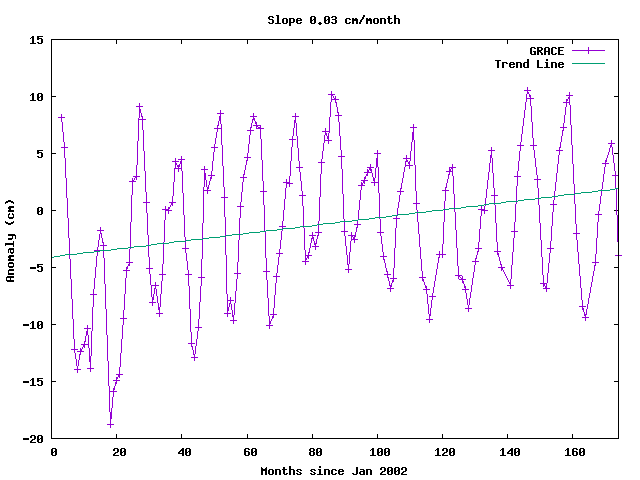 Slope 0.03 cm/month
GRACE
Trend Line
15
10
5
0
-5
-10
-15
-20
Anomaly (cm)
0 20 40 60 80 100 120 140 160
Months since Jan 2002